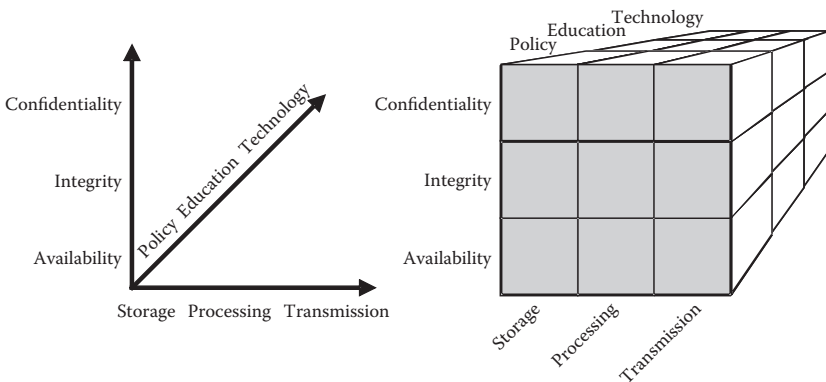 Confidentiality
Integrity
Availability
Policy Education Technology
Storage Processing Transmission
Technology
Education
Policy
Confidentiality
Integrity
Availability
Storage
Processing
Transmission